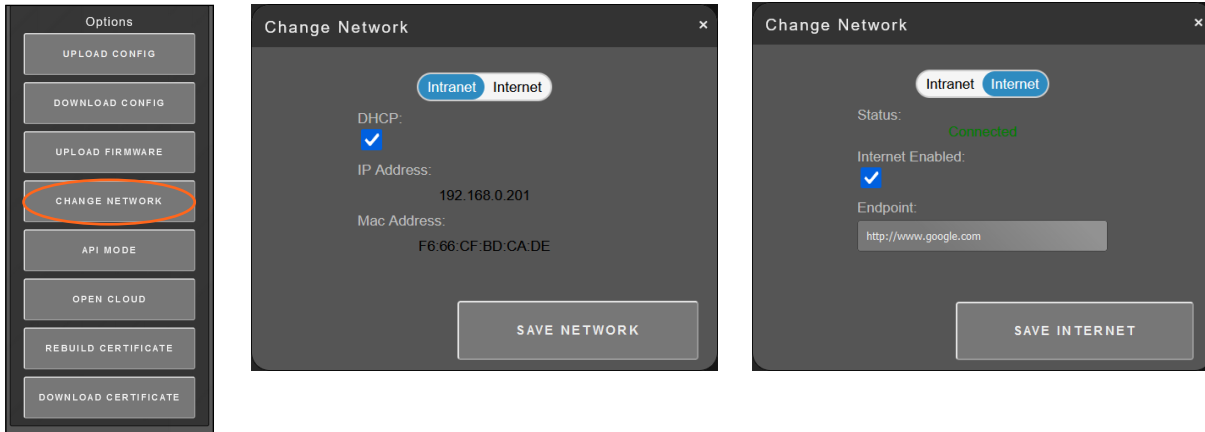 Options
UPLOAD CONFIG
DOWNLOAD CONFIG
UPLOAD FIRMWARE
CHANGE NETWORK
API MODE
OPEN CLOUD
REBUILD CERTIFICATE
DOWNLOAD CERTIFICATE
Change Network ×
Intranet Internet
DHCP:
IP Address:
192.168.0.201
Mac Address:
F6:66:CF:BD:CA:DE
SAVE NETWORK
Change Network ×
Intranet Internet
Status:
Connected
Internet Enabled:
Endpoint:
http://www.google.com
SAVE INTERNET